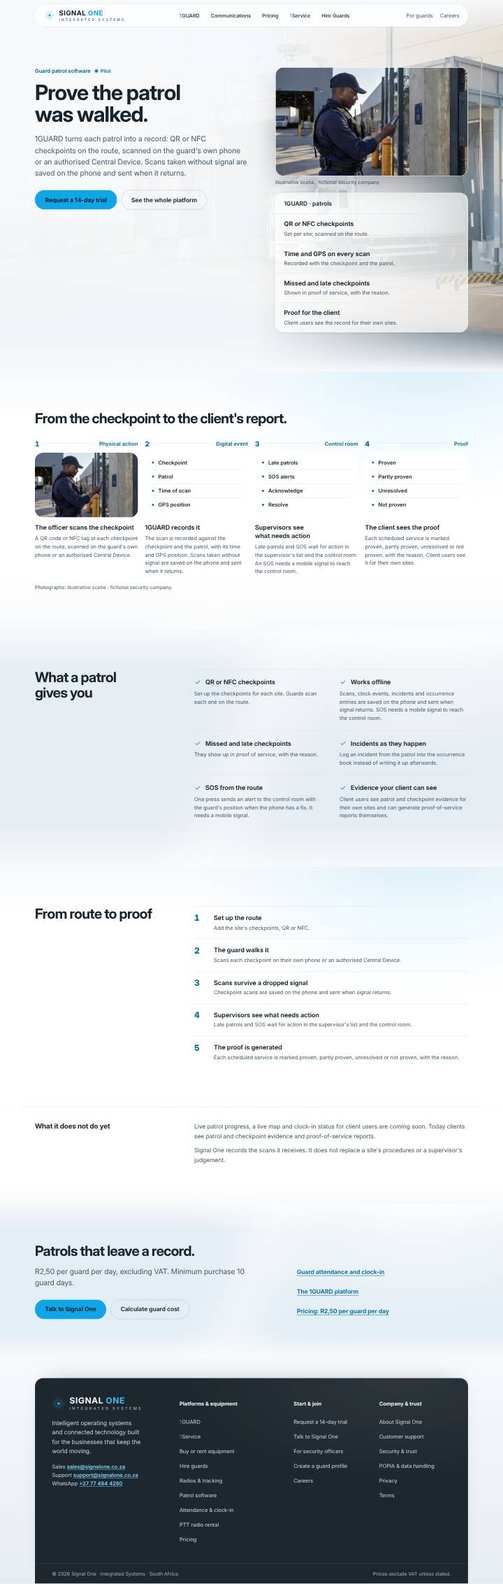 SIGNAL ONE
INTEGRATED SYSTEMS
1GUARD
Communications
Pricing
1Service
Hire Guards
For guards
Careers
Guard patrol software
Pilot
Prove the patrol
was walked.
1GUARD turns each patrol into a record: QR or NFC
checkpoints on the route, scanned on the guard's own phone
or an authorised Central Device. Scans taken without signal are
saved on the phone and sent when it returns.
Request a 14-day trial
See the whole platform
Illustrative scene · fictional security company
1GUARD · patrols
QR or NFC checkpoints
Set per site, scanned on the route.
Time and GPS on every scan
Recorded with the checkpoint and the patrol.
Missed and late checkpoints
Shown in proof of service, with the reason.
Proof for the client
Client users see the record for their own sites.
From the checkpoint to the client's report.
1
Physical action
The officer scans the checkpoint
A QR code or NFC tag at each checkpoint
on the route, scanned on the guard's own
phone or an authorised Central Device.
2
Digital event
Checkpoint
Patrol
Time of scan
GPS position
1GUARD records it
The scan is recorded against the
checkpoint and the patrol, with its time
and GPS position. Scans taken without
signal are saved on the phone and sent
when it returns.
3
Control room
Late patrols
SOS alerts
Acknowledge
Resolve
Supervisors see
what needs action
Late patrols and SOS wait for action in
the supervisor's list and the control room.
An SOS needs a mobile signal to reach
the control room.
4
Proof
Proven
Partly proven
Unresolved
Not proven
The client sees the proof
Each scheduled service is marked
proven, partly proven, unresolved or not
proven, with the reason. Client users see
it for their own sites.
Photographs: illustrative scene · fictional security company.
What a patrol
gives you
QR or NFC checkpoints
Set up the checkpoints for each site. Guards scan
each one on the route.
Works offline
Scans, clock events, incidents and occurrence
entries are saved on the phone and sent when
signal returns. SOS needs a mobile signal to reach
the control room.
Missed and late checkpoints
They show up in proof of service, with the reason.
Incidents as they happen
Log an incident from the patrol into the occurrence
book instead of writing it up afterwards.
SOS from the route
One press sends an alert to the control room with
the guard's position when the phone has a fix. It
needs a mobile signal.
Evidence your client can see
Client users see patrol and checkpoint evidence for
their own sites and can generate proof-of-service
reports themselves.
From route to proof
1
Set up the route
Add the site's checkpoints, QR or NFC.
2
The guard walks it
Scans each checkpoint on their own phone or an authorised Central Device.
3
Scans survive a dropped signal
Checkpoint scans are saved on the phone and sent when signal returns.
4
Supervisors see what needs action
Late patrols and SOS wait for action in the supervisor's list and the control room.
5
The proof is generated
Each scheduled service is marked proven, partly proven, unresolved or not proven, with the reason.
What it does not do yet
Live patrol progress, a live map and clock-in status for client users are coming soon. Today clients
see patrol and checkpoint evidence and proof-of-service reports.
Signal One records the scans it receives. It does not replace a site's procedures or a supervisor's
judgement.
Patrols that leave a record.
R2,50 per guard per day, excluding VAT. Minimum purchase 10
guard days.
Talk to Signal One
Calculate guard cost
Guard attendance and clock-in
The 1GUARD platform
Pricing: R2,50 per guard per day
SIGNAL ONE
INTEGRATED SYSTEMS
Intelligent operating systems
and connected technology built
for the businesses that keep the
world moving.
Sales sales@signalone.co.za
Support support@signalone.co.za
WhatsApp +27 77 464 4280
Platforms & equipment
1GUARD
1Service
Buy or rent equipment
Hire guards
Radios & tracking
Patrol software
Attendance & clock-in
PTT radio rental
Pricing
Start & join
Request a 14-day trial
Talk to Signal One
For security officers
Create a guard profile
Careers
Company & trust
About Signal One
Customer support
Security & trust
POPIA & data handling
Privacy
Terms
© 2026 Signal One · Integrated Systems · South Africa
Prices exclude VAT unless stated.